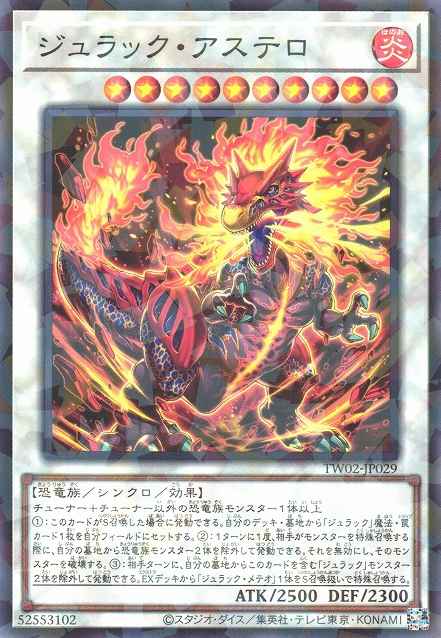 ジュラック・アステロ
ほのお
炎
TW02-JP029
【恐竜族／シンクロ／効果】
チューナー＋チューナー以外の恐竜族モンスター1体以上
①：このカードがS召喚した場合に発動できる。自分のデッキ・墓地から「ジュラック」魔法・罠
カード1枚を自分フィールドにセットする。②：1ターンに1度、相手がモンスターを特殊召喚する
際に、自分の墓地から恐竜族モンスター2体を除外して発動できる。それを無効にし、そのモン
スターを破壊する。③：相手ターンに、自分の墓地からこのカードを含む「ジュラック」モンスター
2体を除外して発動できる。EXデッキから「ジュラック・メテオ」1体をS召喚扱いで特殊召喚する。
ATK/2500 DEF/2300
52553102
©スタジオ・ダイス／集英社・テレビ東京・KONAMI